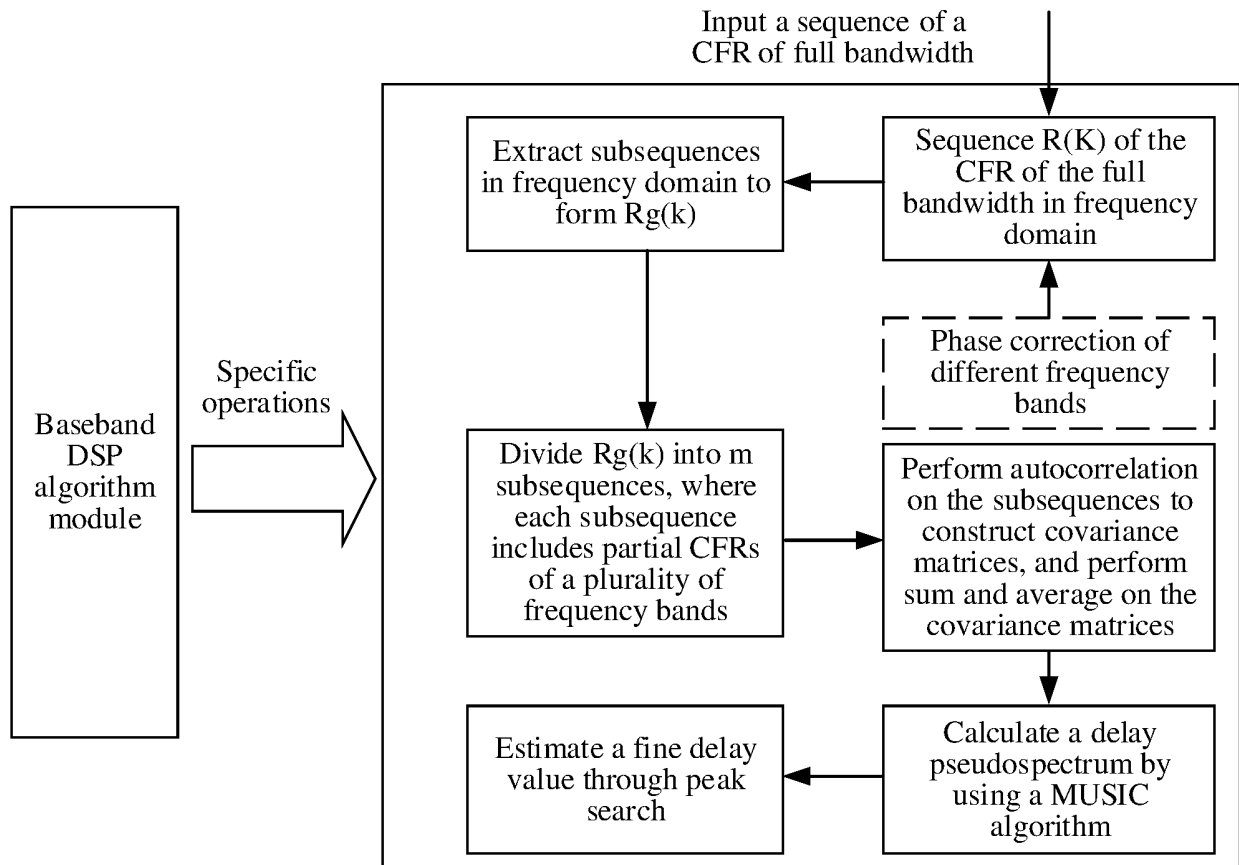 Input a sequence of a
CFR of full bandwidth
Extract subsequences
in frequency domain to
form Rg(k)
Sequence R(K) of the
CFR of the full
bandwidth in frequency
domain
Phase correction of
different frequency
bands
Specific
operations
Baseband
DSP
algorithm
module
Divide Rg(k) into m
subsequences, where
each subsequence
includes partial CFRs
of a plurality of
frequency bands
Perform autocorrelation
on the subsequences to
construct covariance
matrices, and perform
sum and average on the
covariance matrices
Estimate a fine delay
value through peak
search
Calculate a delay
pseudospectrum by
using a MUSIC
algorithm